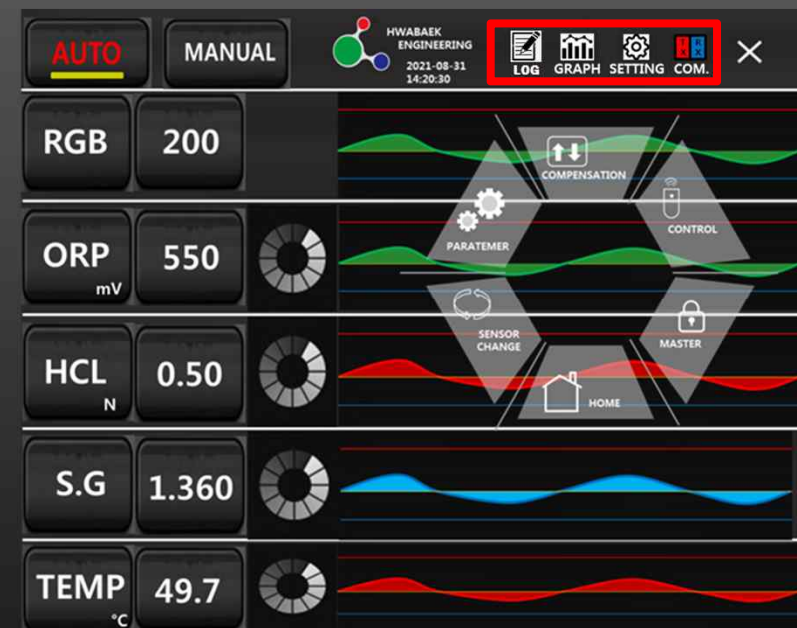 AUTO
MANUAL
HWABAEK
ENGINEERING
2021-08-31
14:20:30
LOG
GRAPH
SETTING
T R
X X
COM.
RGB
200
COMPENSATION
CONTROL
PARATEMER
ORP
mV
550
SENSOR
CHANGE
MASTER
HCL
N
0.50
HOME
S.G
1.360
TEMP
°C
49.7